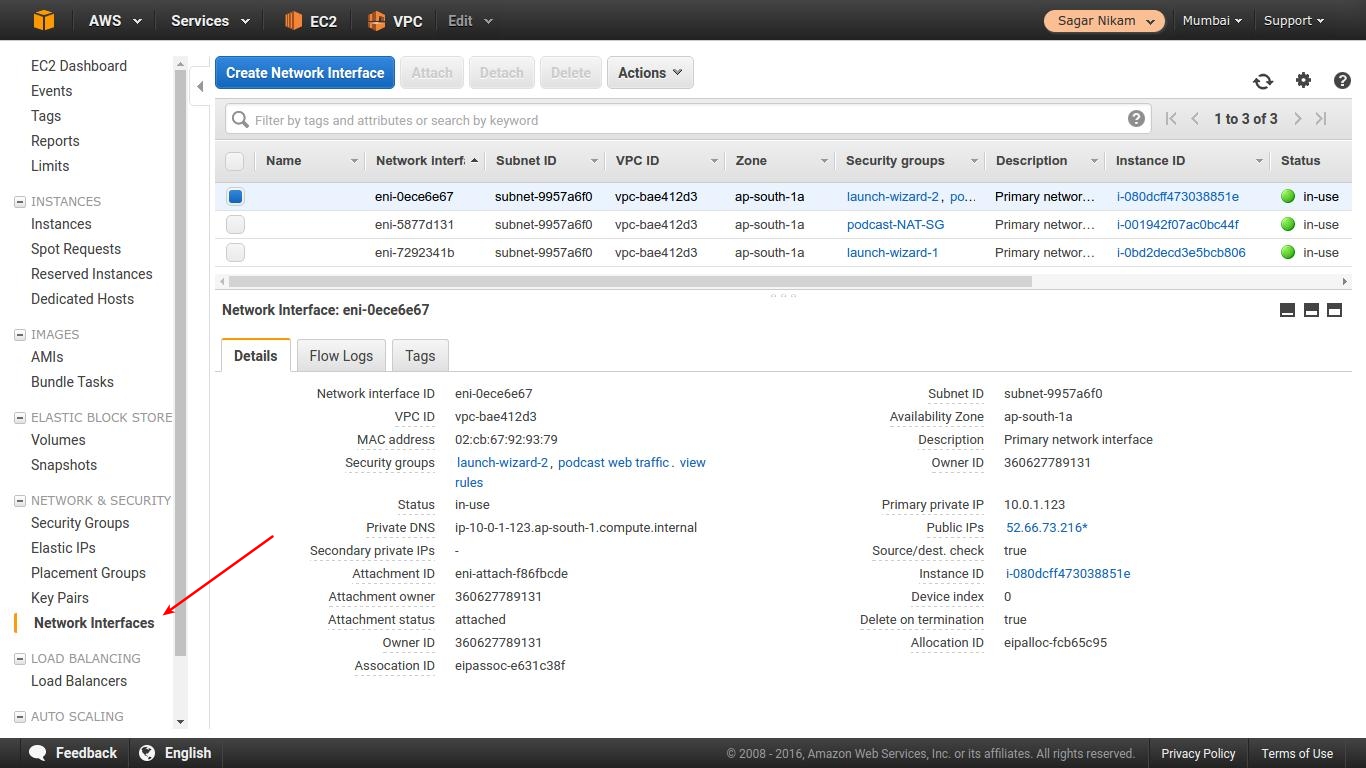 AWS Services EC2 VPC Edit Sagar Nikam Mumbai Support
EC2 Dashboard
Events
Tags
Reports
Limits
INSTANCES
Instances
Spot Requests
Reserved Instances
Dedicated Hosts
IMAGES
AMIs
Bundle Tasks
ELASTIC BLOCK STORE
Volumes
Snapshots
NETWORK & SECURITY
Security Groups
Elastic IPs
Placement Groups
Key Pairs
Network Interfaces
LOAD BALANCING
Load Balancers
AUTO SCALING
Create Network Interface Attach Detach Delete Actions
Filter by tags and attributes or search by keyword 1 to 3 of 3
Name Network interf Subnet ID VPC ID Zone Security groups Description Instance ID Status
eni-0ece6e67 subnet-9957a6f0 vpc-bae412d3 ap-south-1a launch-wizard-2, po... Primary networ... i-080dcff473038851e in-use
eni-5877d131 subnet-9957a6f0 vpc-bae412d3 ap-south-1a podcast-NAT-SG Primary networ... i-001942f07ac0bc44f in-use
eni-7292341b subnet-9957a6f0 vpc-bae412d3 ap-south-1a launch-wizard-1 Primary networ... i-0bd2decd3e5bcb806 in-use
Network Interface: eni-0ece6e67
Details Flow Logs Tags
Network interface ID eni-0ece6e67 Subnet ID subnet-9957a6f0
VPC ID vpc-bae412d3 Availability Zone ap-south-1a
MAC address 02:cb:67:92:93:79 Description Primary network interface
Security groups launch-wizard-2, podcast web traffic. view Owner ID 360627789131
rules
Status in-use Primary private IP 10.0.1.123
Private DNS ip-10-0-1-123.ap-south-1.compute.internal Public IPs 52.66.73.216*
Secondary private IPs - Source/dest. check true
Attachment ID eni-attach-f86fbcde Instance ID i-080dcff473038851e
Attachment owner 360627789131 Device index 0
Attachment status attached Delete on termination true
Owner ID 360627789131 Allocation ID eipalloc-fcb65c95
Assocation ID eipassoc-e631c38f
Feedback English © 2008 - 2016, Amazon Web Services, Inc. or its affiliates. All rights reserved. Privacy Policy Terms of Use